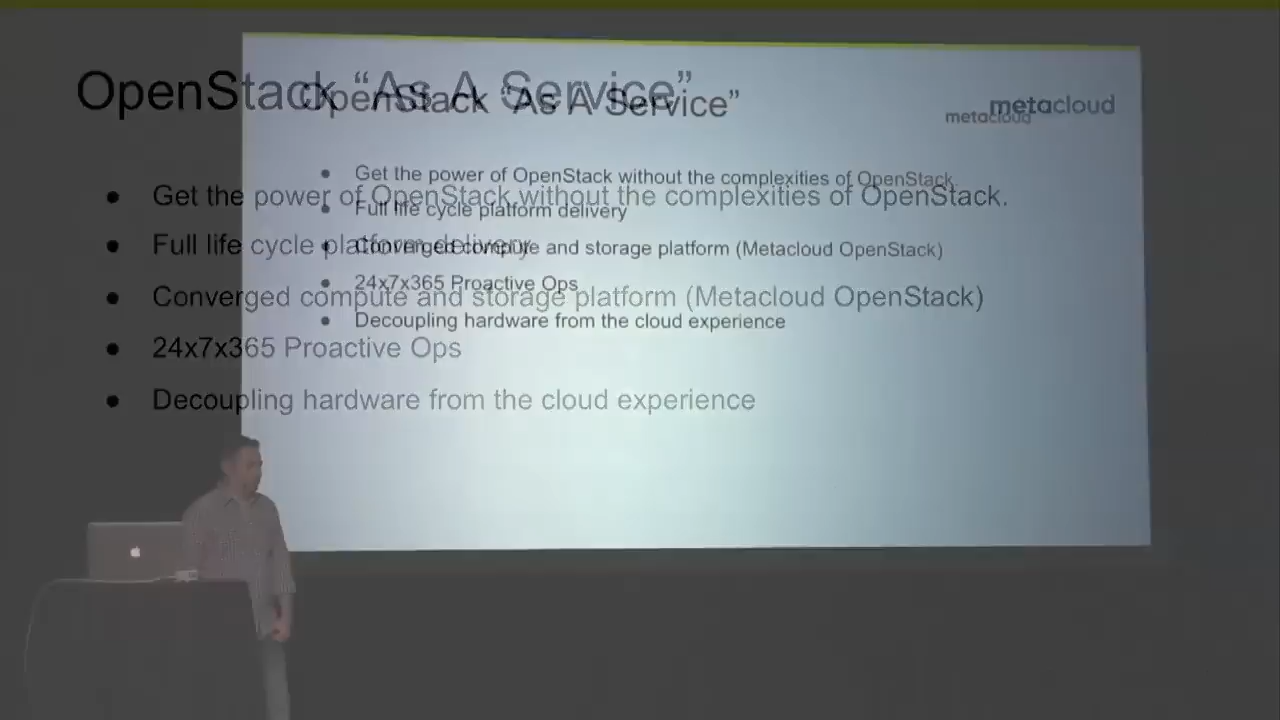 OpenStack “As A Service”
metacloud
● Get the power of OpenStack without the complexities of OpenStack.
● Full life cycle platform delivery
● Converged compute and storage platform (Metacloud OpenStack)
● 24x7x365 Proactive Ops
● Decoupling hardware from the cloud experience
OpenStack “As A Service”
metacloud
● Get the power of OpenStack without the complexities of OpenStack.
● Full life cycle platform delivery
● Converged compute and storage platform (Metacloud OpenStack)
● 24x7x365 Proactive Ops
● Decoupling hardware from the cloud experience